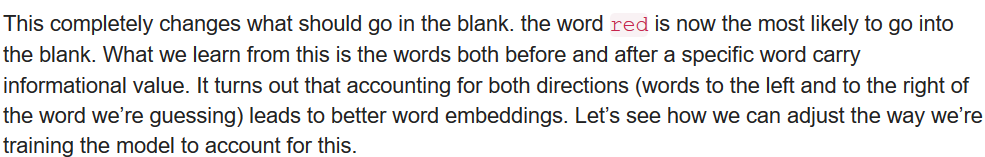 This completely changes what should go in the blank. the word red is now the most likely to go into
the blank. What we learn from this is the words both before and after a specific word carry
informational value. It turns out that accounting for both directions (words to the left and to the right of
the word we’re guessing) leads to better word embeddings. Let’s see how we can adjust the way we’re
training the model to account for this.